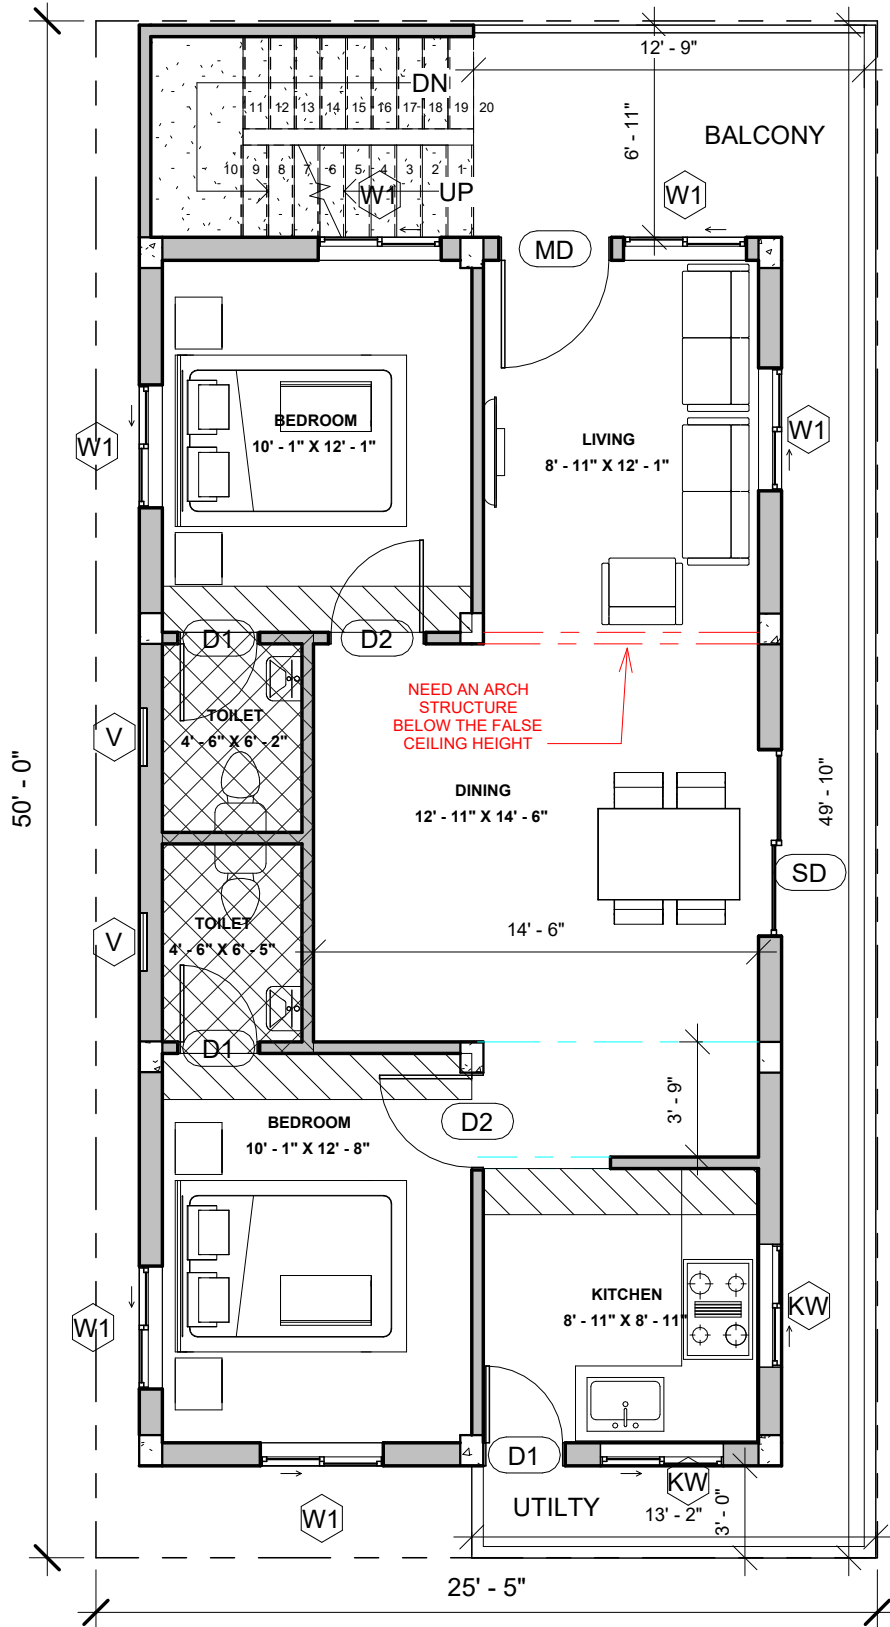 12' - 9"
DN
11 12 13 14 15 16 17 18 19 20
6' - 11"
BALCONY
10 9 8 7 6 5 4 3 2 1
W1
UP
W1
MD
BEDROOM
10' - 1" X 12' - 1"
W1
LIVING
8' - 11" X 12' - 1"
W1
D1
D2
NEED AN ARCH
STRUCTURE
BELOW THE FALSE
CEILING HEIGHT
TOILET
4' - 6" X 6' - 2"
V
50' - 0"
DINING
12' - 11" X 14' - 6"
49' - 10"
SD
TOILET
4' - 6" X 6' - 5"
V
14' - 6"
D1
3' - 9"
BEDROOM
10' - 1" X 12' - 8"
D2
KITCHEN
8' - 11" X 8' - 11"
KW
W1
D1
KW
W1
UTILTY
13' - 2"
3' - 0"
25' - 5"